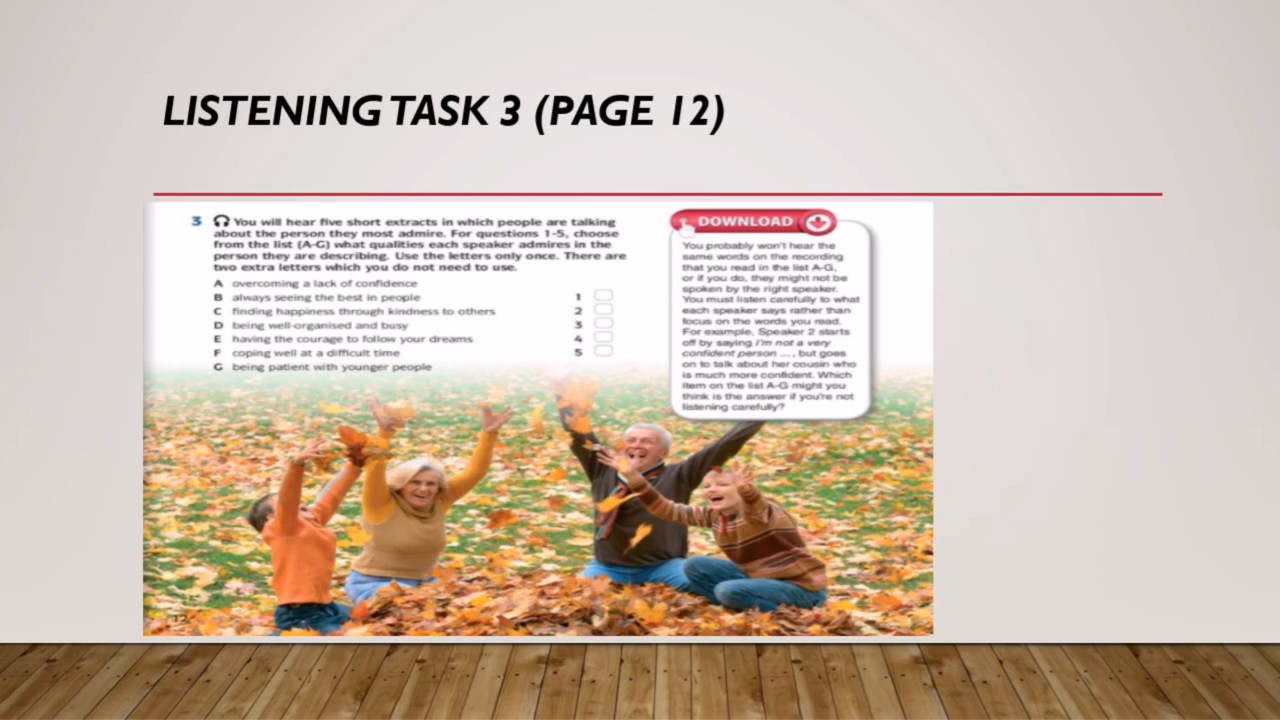 LISTENING TASK 3 (PAGE 12)
3 You will hear five short extracts in which people are talking
about the person they most admire. For questions 1-5, choose
from the list (A-G) what qualities each speaker admires in the
person they are describing. Use the letters only once. There are
two extra letters which you do not need to use.
A overcoming a lack of confidence
B always seeing the best in people
C finding happiness through kindness to others
D being well-organised and busy
E having the courage to follow your dreams
F coping well at a difficult time
G being patient with younger people
1
2
3
4
5
DOWNLOAD
You probably won't hear the
same words on the recording
that you read in the list A-G,
or if you do, they might not be
spoken by the right speaker.
You must listen carefully to what
each speaker says rather than
focus on the words you read.
For example, Speaker 2 starts
off by saying I'm not a very
confident person ... , but goes
on to talk about her cousin who
is much more confident. Which
item on the list A-G might you
think is the answer if you're not
listening carefully?
12